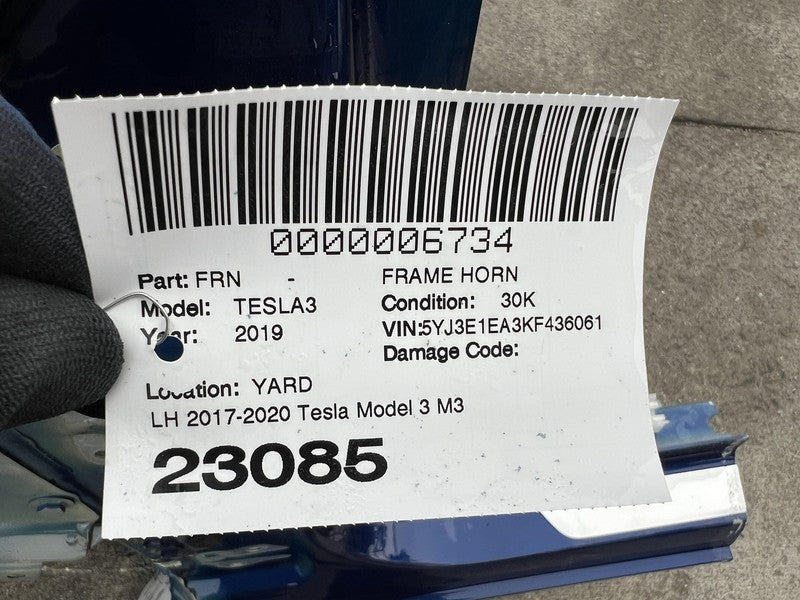 0000006734
Part: FRN - FRAME HORN
Model: TESLA3 Condition: 30K
Year: 2019 VIN:5YJ3E1EA3KF436061
Damage Code:
Location: YARD
LH 2017-2020 Tesla Model 3 M3
23085